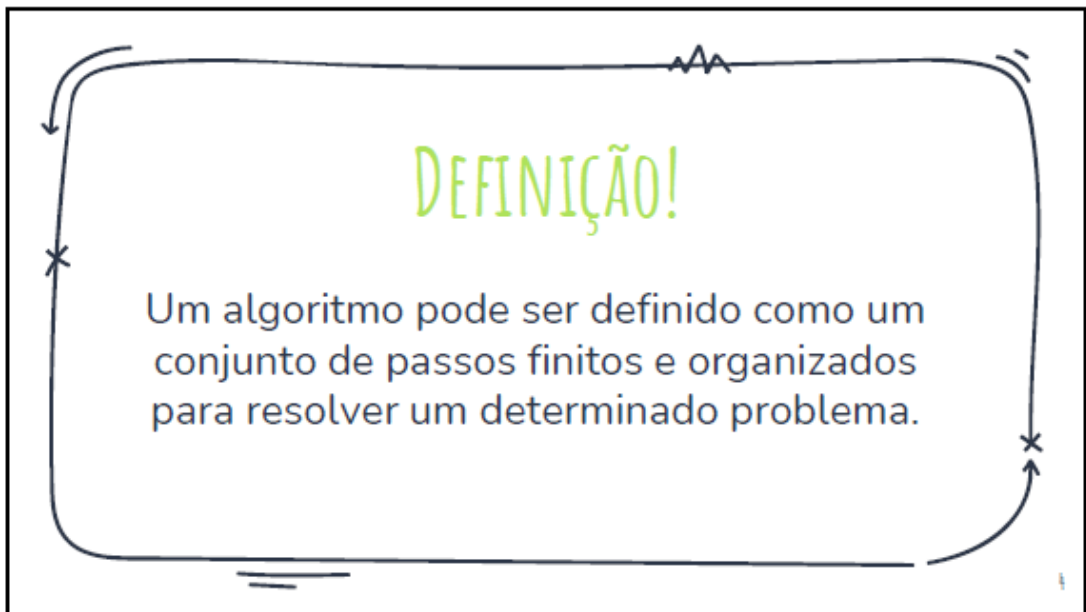 Definição!
Um algoritmo pode ser definido como um
conjunto de passos finitos e organizados
para resolver um determinado problema.